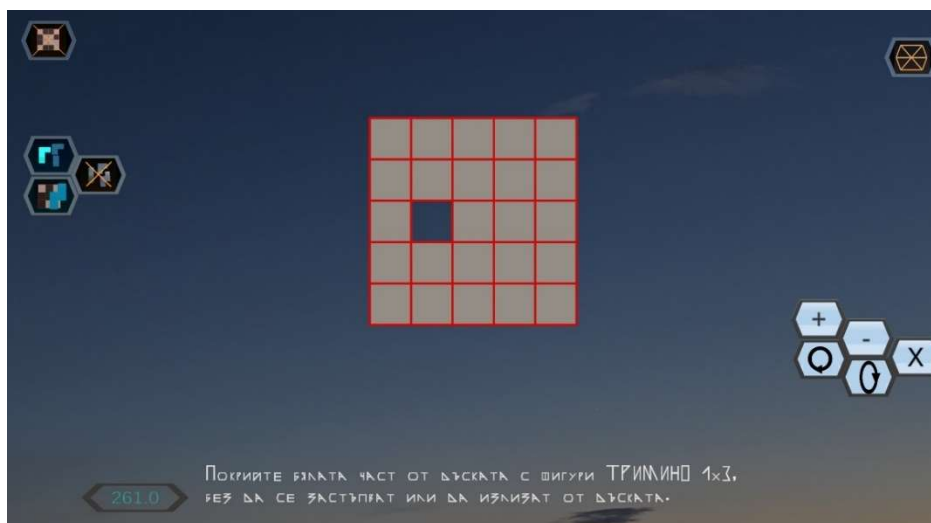 +
-
X
Покрийте бялата част от дъската с фигури ТРИМИНО 1x3,
без да се застъпват или да излизат от дъската.
261.0